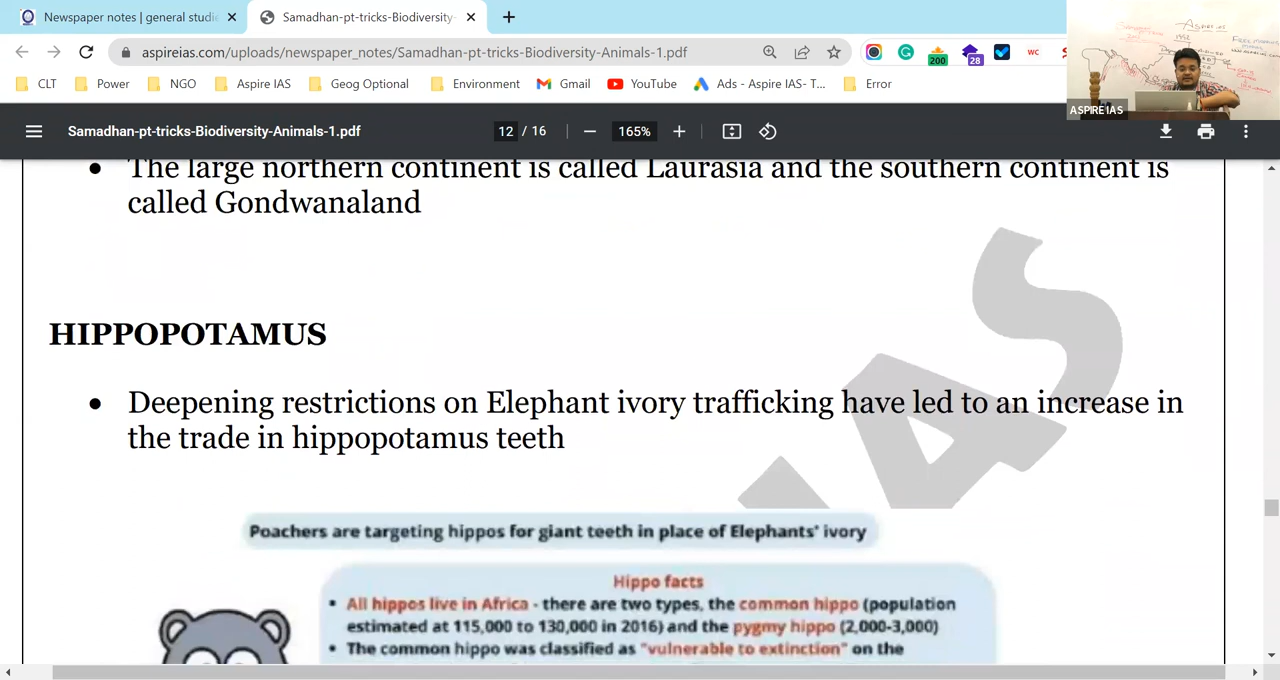 Newspaper notes | general studie
Samadhan-pt-tricks-Biodiversity-
aspireias.com/uploads/newspaper_notes/Samadhan-pt-tricks-Biodiversity-Animals-1.pdf
200
28
WC
CLT
Power
NGO
Aspire IAS
Geog Optional
Environment
Gmail
YouTube
Ads - Aspire IAS- T...
Error
ASPIRE IAS
Samadhan-pt-tricks-Biodiversity-Animals-1.pdf
12 / 16
165%
• The large northern continent is called Laurasia and the southern continent is
called Gondwanaland
HIPPOPOTAMUS
• Deepening restrictions on Elephant ivory trafficking have led to an increase in
the trade in hippopotamus teeth
IAS
Poachers are targeting hippos for giant teeth in place of Elephants' ivory
Hippo facts
• All hippos live in Africa - there are two types, the common hippo (population
estimated at 115,000 to 130,000 in 2016) and the pygmy hippo (2,000-3,000)
• The common hippo was classified as "vulnerable to extinction" on the